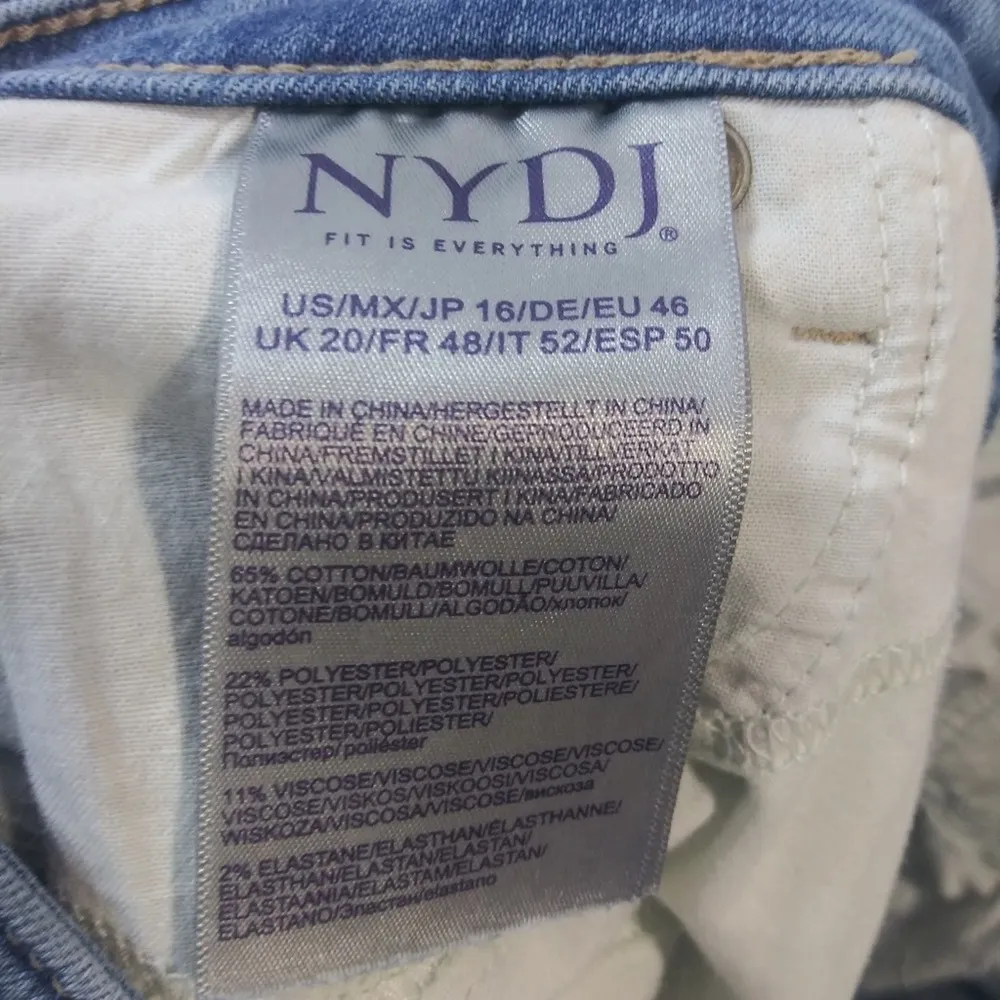 NYDJ®
FIT IS EVERYTHING
US/MX/JP 16/DE/EU 46
UK 20/FR 48/IT 52/ESP 50
MADE IN CHINA/HERGESTELLT IN CHINA/
FABRIQUÉ EN CHINE/GEPRODUCEERD IN
CHINA/FREMSTILLET I KINA/TILLVERKAT
I KINA/VALMISTETTU KIINASSA/PRODOTTO
IN CHINA/PRODUSERT I KINA/FABRICADO
EN CHINA/PRODUZIDO NA CHINA/
СДЕЛАНО В КИТАЕ
65% COTTON/BAUMWOLLE/COTON/
KATOEN/BOMULD/BOMULL/PUUVILLA/
COTONE/BOMULL/ALGODÃO/хлопок/
algodón
22% POLYESTER/POLYESTER/
POLYESTER/POLYESTER/POLYESTER/
POLYESTER/POLYESTER/POLIESTERE/
POLYESTER/POLIESTER/
Полиэстер/poliéster
11% VISCOSE/VISCOSE/VISCOSE/VISCOSE/
VISCOSE/VISKOS/VISKOOSI/VISCOSA/
WISKOZA/VISCOSA/VISCOSE/вискоза
2% ELASTANE/ELASTHAN/ÉLASTHANNE/
ELASTHAN/ELASTAN/ELASTAN/
ELASTAANIA/ELASTAM/ELASTAN/
ELASTANO/Эластан/elastano